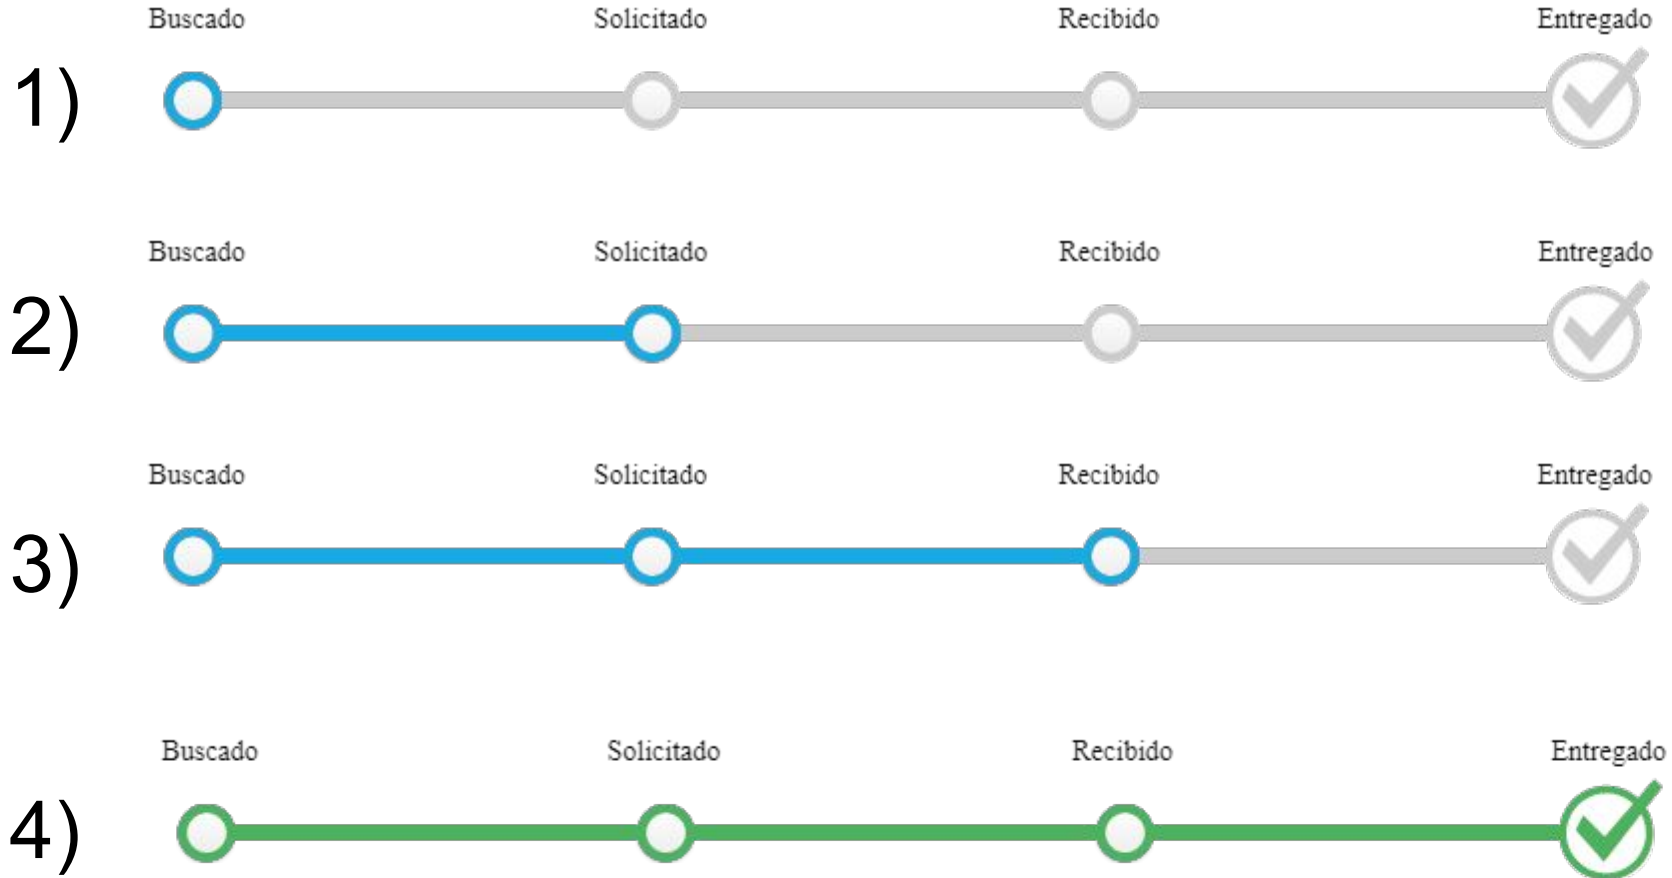 Buscado Solicitado Recibido Entregado
1)
Buscado Solicitado Recibido Entregado
2)
Buscado Solicitado Recibido Entregado
3)
Buscado Solicitado Recibido Entregado
4)